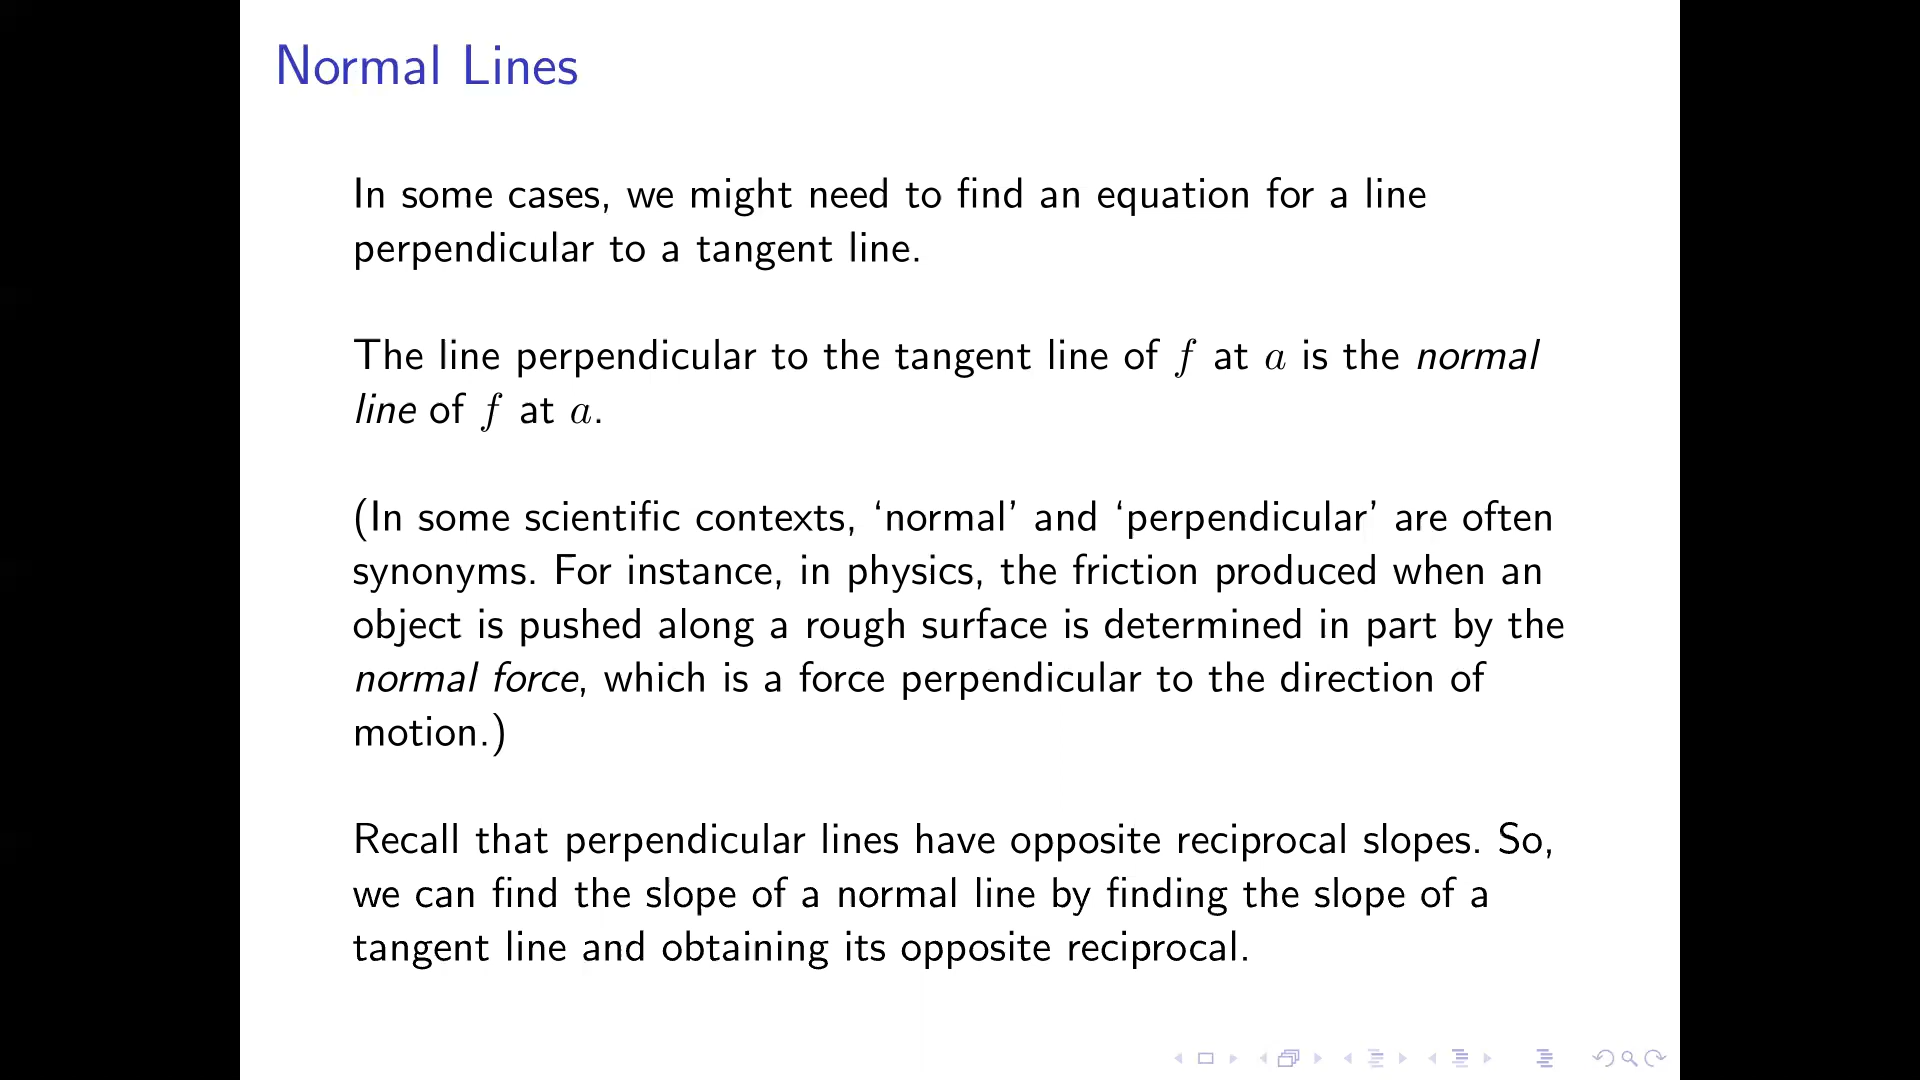 Normal Lines
In some cases, we might need to find an equation for a line
perpendicular to a tangent line.
The line perpendicular to the tangent line of f at a is the normal
line of f at a.
(In some scientific contexts, ‘normal’ and ‘perpendicular’ are often
synonyms. For instance, in physics, the friction produced when an
object is pushed along a rough surface is determined in part by the
normal force, which is a force perpendicular to the direction of
motion.)
Recall that perpendicular lines have opposite reciprocal slopes. So,
we can find the slope of a normal line by finding the slope of a
tangent line and obtaining its opposite reciprocal.